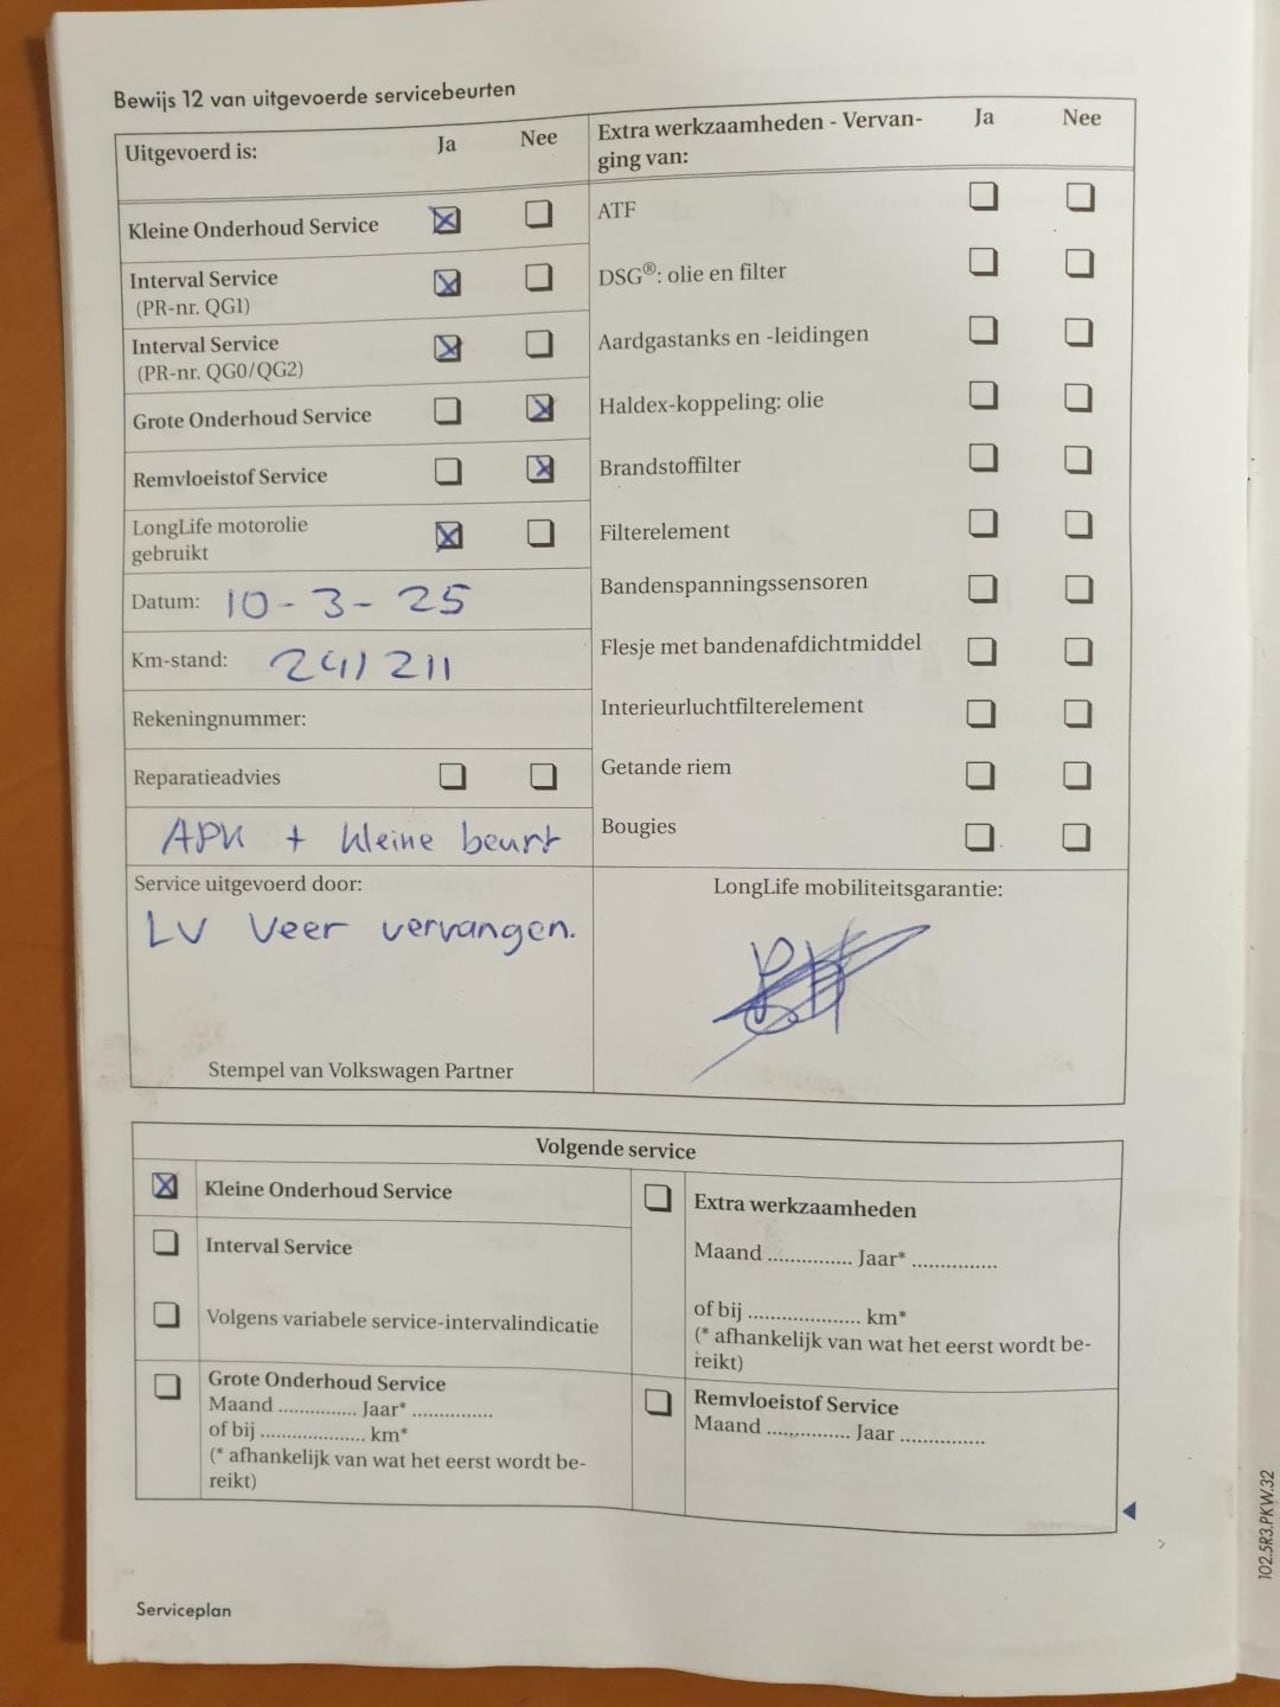 Bewijs 12 van uitgevoerde servicebeurten
Uitgevoerd is: Ja Nee
Kleine Onderhoud Service
Interval Service
(PR-nr. QG1)
Interval Service
(PR-nr. QG0/QG2)
Grote Onderhoud Service
Remvloeistof Service
LongLife motorolie
gebruikt
Datum: 10-3-25
Km-stand: 241211
Rekeningnummer:
Reparatieadvies
APK + kleine beurt
Service uitgevoerd door:
LV Veer vervangen.
Stempel van Volkswagen Partner
Extra werkzaamheden - Vervan- Ja Nee
ging van:
ATF
DSG®: olie en filter
Aardgastanks en -leidingen
Haldex-koppeling: olie
Brandstoffilter
Filterelement
Bandenspanningssensoren
Flesje met bandenafdichtmiddel
Interieurluchtfilterelement
Getande riem
Bougies
LongLife mobiliteitsgarantie:
Volgende service
Kleine Onderhoud Service
Interval Service
Volgens variabele service-intervalindicatie
Grote Onderhoud Service
Maand .............. Jaar* ...............
of bij .................... km*
(* afhankelijk van wat het eerst wordt be-
reikt)
Extra werkzaamheden
Maand .............. Jaar* ...............
of bij .................... km*
(* afhankelijk van wat het eerst wordt be-
reikt)
Remvloeistof Service
Maand .............. Jaar ...............
Serviceplan
102.5R3.PKW.32